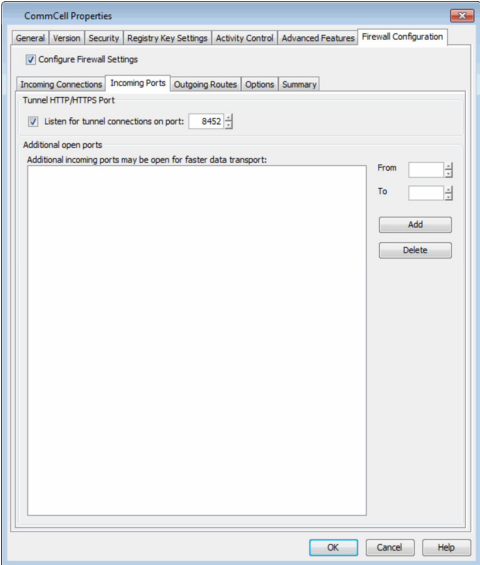 CommCell Properties
General Version Security Registry Key Settings Activity Control Advanced Features Firewall Configuration
Configure Firewall Settings
Incoming Connections Incoming Ports Outgoing Routes Options Summary
Tunnel HTTP/HTTPS Port
Listen for tunnel connections on port: 8452
Additional open ports
Additional incoming ports may be open for faster data transport:
From
To
Add
Delete
OK Cancel Help